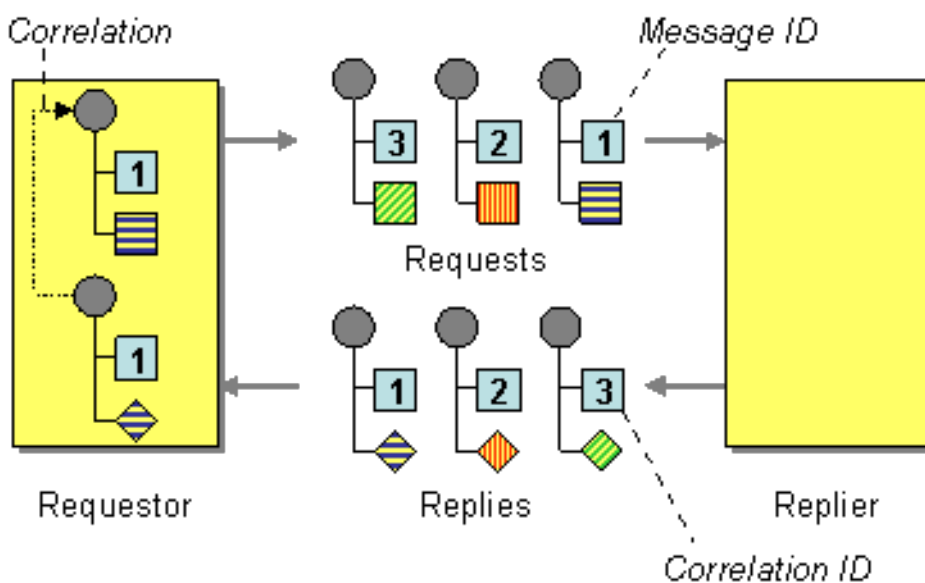 Correlation
Message ID
1
3
2
1
Requests
1
1
2
3
Requestor
Replies
Replier
Correlation ID